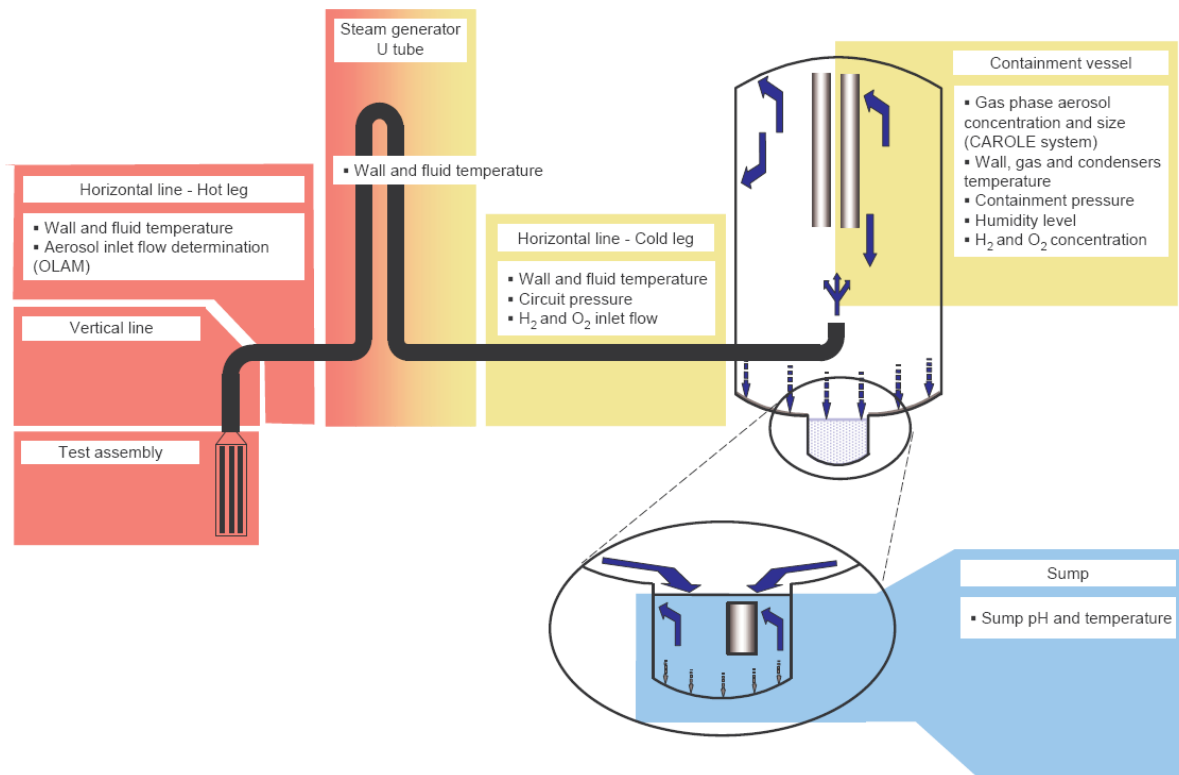 Steam generator
U tube
▪ Wall and fluid temperature
Horizontal line - Hot leg
▪ Wall and fluid temperature
▪ Aerosol inlet flow determination
(OLAM)
Vertical line
Test assembly
Horizontal line - Cold leg
▪ Wall and fluid temperature
▪ Circuit pressure
▪ H₂ and O₂ inlet flow
Containment vessel
▪ Gas phase aerosol
concentration and size
(CAROLE system)
▪ Wall, gas and condensers
temperature
▪ Containment pressure
▪ Humidity level
▪ H₂ and O₂ concentration
Sump
▪ Sump pH and temperature